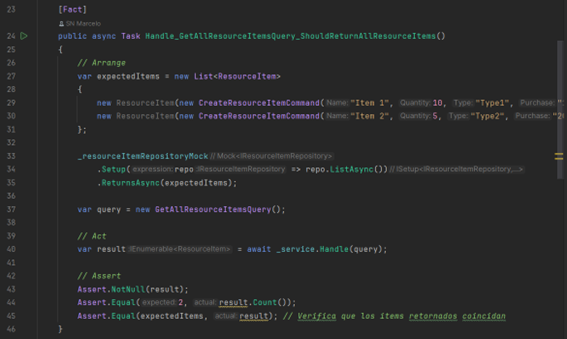 23 [Fact]
SN Marcelo
24 public async Task Handle_GetAllResourceItemsQuery_ShouldReturnAllResourceItems()
25 {
26 // Arrange
27 var expectedItems = new List<ResourceItem>
28 {
29 new ResourceItem(new CreateResourceItemCommand( Name: "Item 1", Quantity: 10, Type: "Type1", Purchase:
30 new ResourceItem(new CreateResourceItemCommand( Name: "Item 2", Quantity: 5, Type: "Type2", Purchase:
31 };
32
33 _resourceItemRepositoryMock // Mock<IResourceItemRepository>
34 .Setup( expression: repo IResourceItemRepository => repo.ListAsync()) // ISetup<IResourceItemRepository,...>
35 .ReturnsAsync(expectedItems);
36
37 var query = new GetAllResourceItemsQuery();
38
39 // Act
40 var result IEnumerable<ResourceItem> = await _service.Handle(query);
41
42 // Assert
43 Assert.NotNull(result);
44 Assert.Equal( expected: 2, actual: result.Count());
45 Assert.Equal(expectedItems, actual: result); // Verifica que los items retornados coincidan
46 }